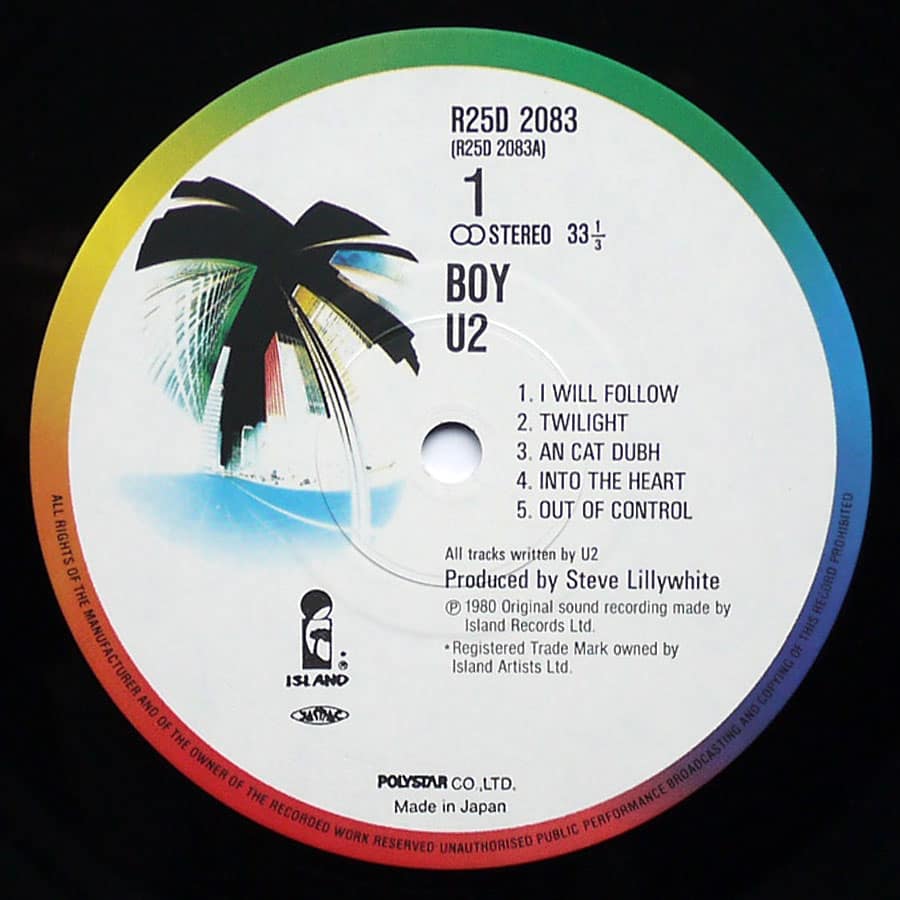 R25D 2083
(R25D 2083A)
1
STEREO 33 1/3
BOY
U2
1. I WILL FOLLOW
2. TWILIGHT
3. AN CAT DUBH
4. INTO THE HEART
5. OUT OF CONTROL
All tracks written by U2
Produced by Steve Lillywhite
℗ 1980 Original sound recording made by
Island Records Ltd.
•Registered Trade Mark owned by
Island Artists Ltd.
ISLAND
JASRAC
POLYSTAR CO.,LTD.
Made in Japan
ALL RIGHTS OF THE MANUFACTURER AND OF THE OWNER OF THE RECORDED WORK RESERVED UNAUTHORISED PUBLIC PERFORMANCE BROADCASTING AND COPYING OF THIS RECORD PROHIBITED